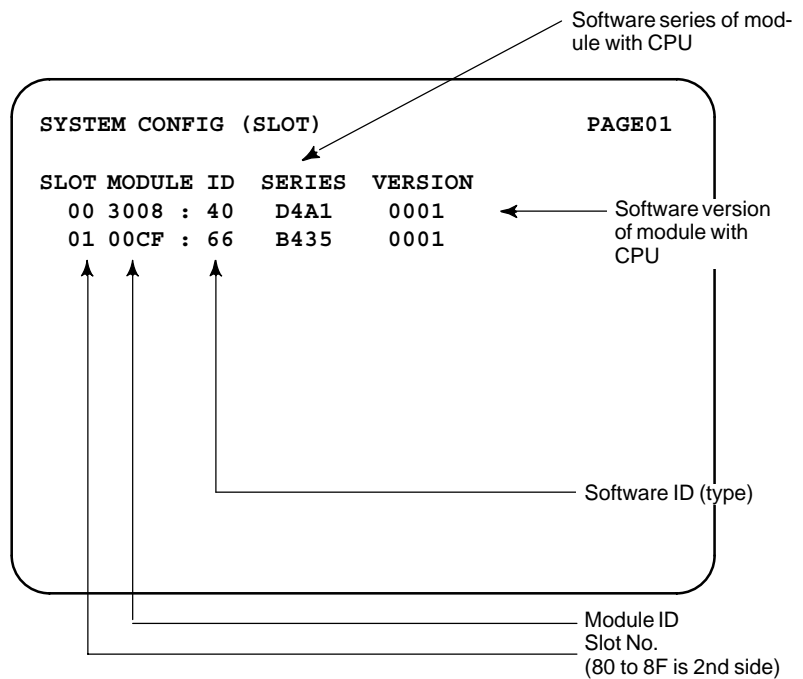 Software series of mod-
ule with CPU
SYSTEM CONFIG (SLOT) PAGE01
SLOT MODULE ID SERIES VERSION
00 3008 : 40 D4A1 0001
01 00CF : 66 B435 0001
Software version
of module with
CPU
Software ID (type)
Module ID
Slot No.
(80 to 8F is 2nd side)